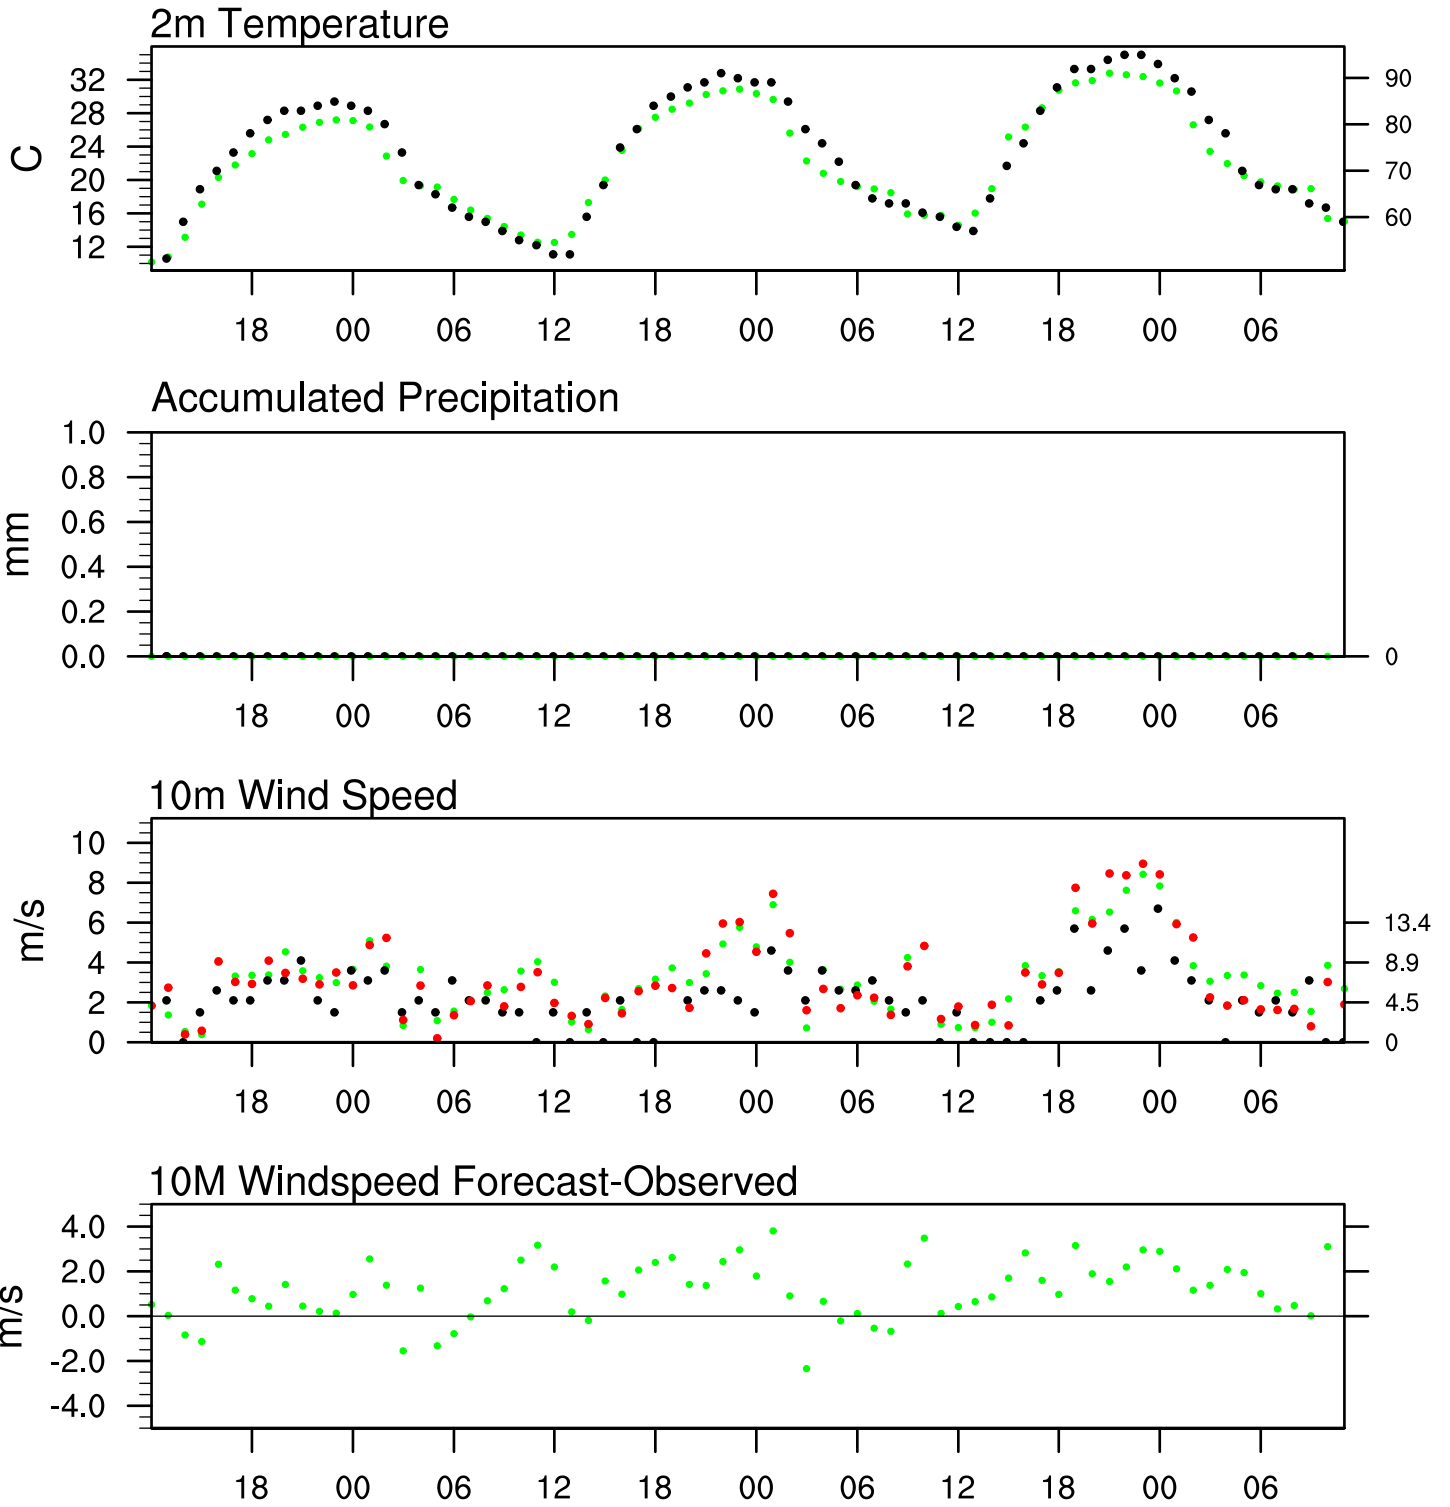 2m Temperature
32
28
24
20
16
12
C
90
80
70
60
18 00 06 12 18 00 06 12 18 00 06
Accumulated Precipitation
1.0
0.8
0.6
0.4
0.2
0.0
mm
0
18 00 06 12 18 00 06 12 18 00 06
10m Wind Speed
10
8
6
4
2
0
m/s
13.4
8.9
4.5
0
18 00 06 12 18 00 06 12 18 00 06
10M Windspeed Forecast-Observed
4.0
2.0
0.0
-2.0
-4.0
m/s
18 00 06 12 18 00 06 12 18 00 06